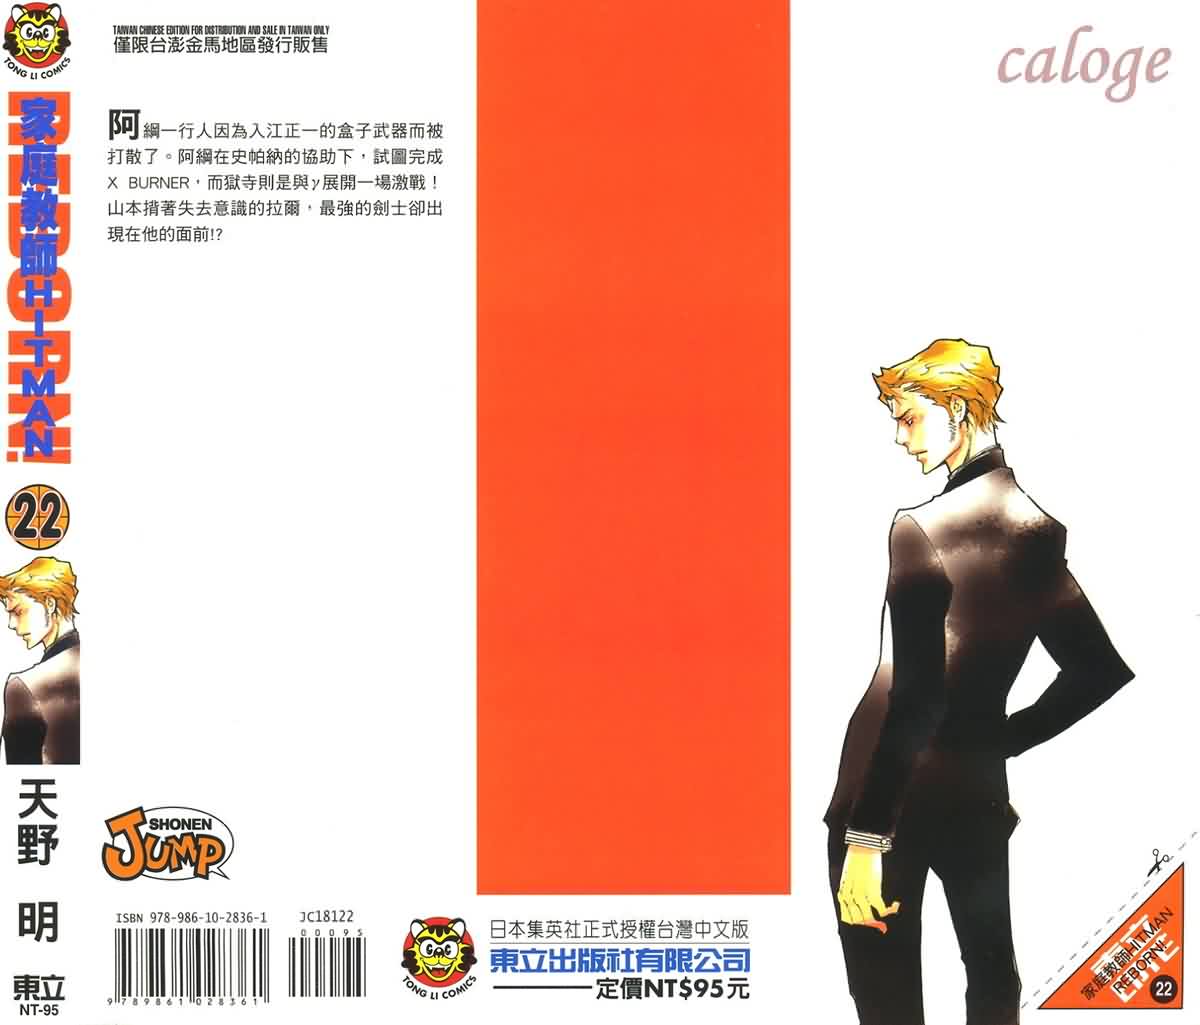 TONG LI COMICS
TAIWAN CHINESE EDITION FOR DISTRIBUTION AND SALE IN TAIWAN ONLY
僅限台澎金馬地區發行販售
caloge
REBORN!
家庭教師HITMAN
22
天野 明
東立
NT-95
阿綱一行人因為入江正一的盒子武器而被
打散了。阿綱在史帕納的協助下，試圖完成
X BURNER，而獄寺則是與γ展開一場激戰！
山本揹著失去意識的拉爾，最強的劍士卻出
現在他的面前!?
SHONEN
JUMP
ISBN 978-986-10-2836-1
9 789861 028361
JC18122
00095
TONG LI COMICS
日本集英社正式授權台灣中文版
東立出版社有限公司
定價NT$95元
家庭教師HITMAN
REBORN!
22